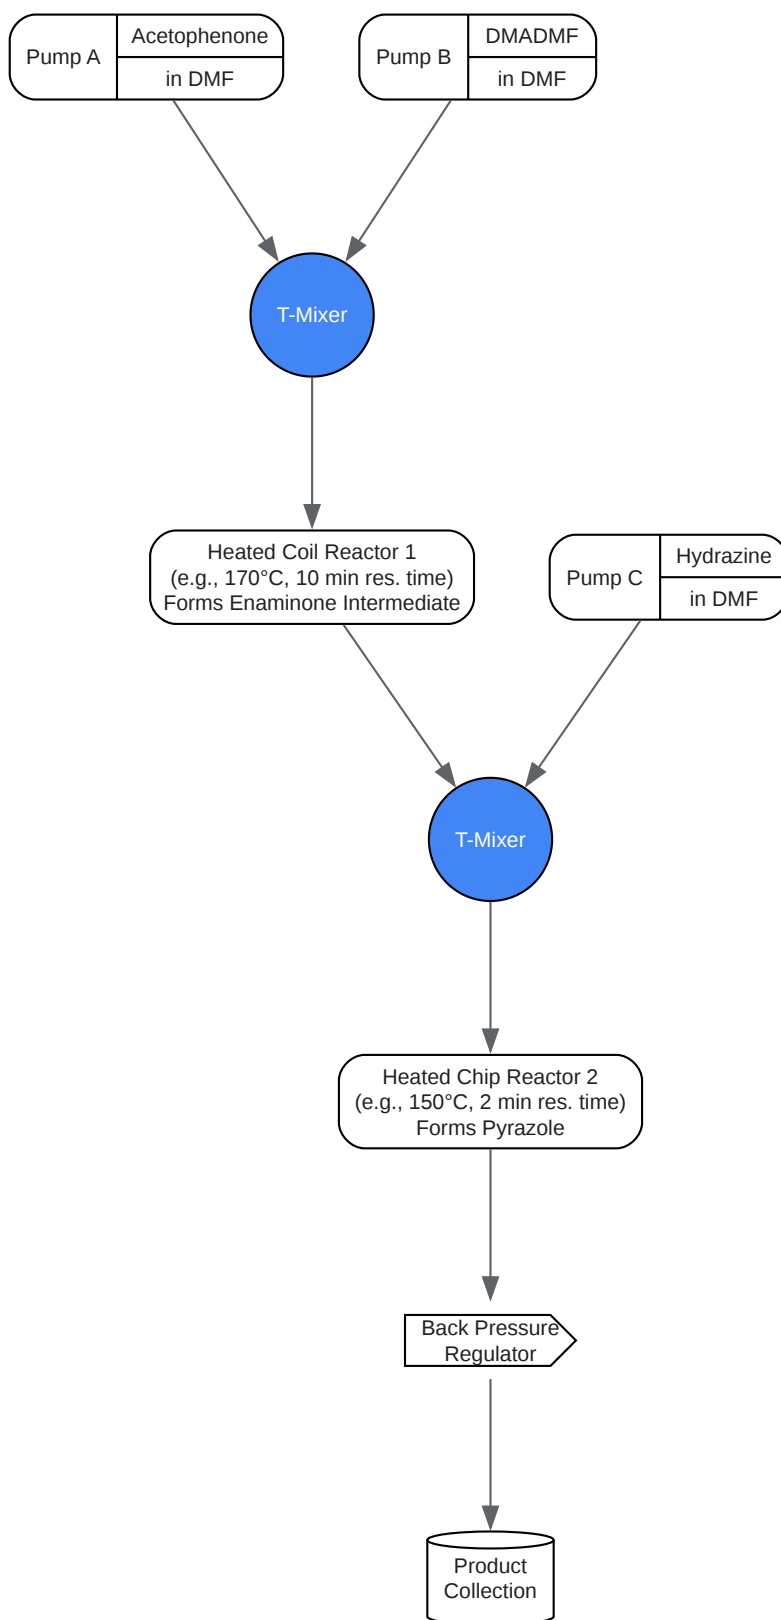 Pump A
Acetophenone
in DMF
Pump B
DMADMF
in DMF
T-Mixer
Heated Coil Reactor 1
(e.g., 170°C, 10 min res. time)
Forms Enaminone Intermediate
Pump C
Hydrazine
in DMF
T-Mixer
Heated Chip Reactor 2
(e.g., 150°C, 2 min res. time)
Forms Pyrazole
Back Pressure
Regulator
Product
Collection